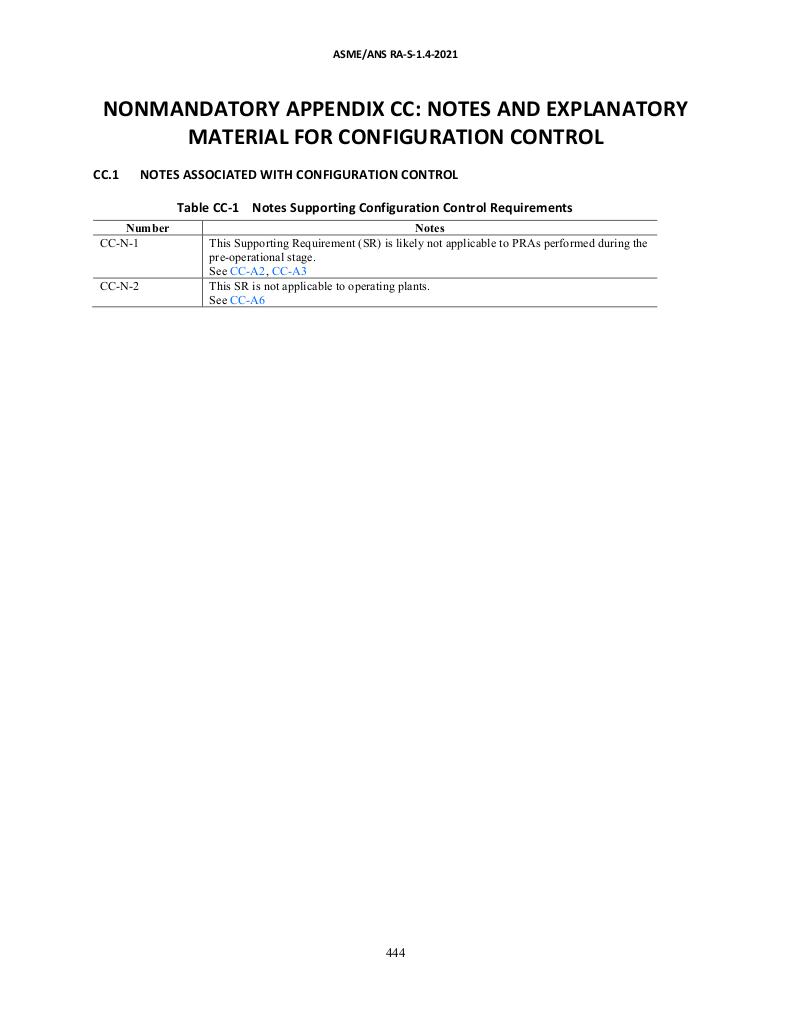 ASME/ANS RA-S-1.4-2021
NONMANDATORY APPENDIX CC: NOTES AND EXPLANATORY
MATERIAL FOR CONFIGURATION CONTROL
CC.1 NOTES ASSOCIATED WITH CONFIGURATION CONTROL
Table CC-1 Notes Supporting Configuration Control Requirements
Number Notes
CC-N-1 This Supporting Requirement (SR) is likely not applicable to PRAs performed during the
pre-operational stage.
See CC-A2, CC-A3
CC-N-2 This SR is not applicable to operating plants.
See CC-A6
444